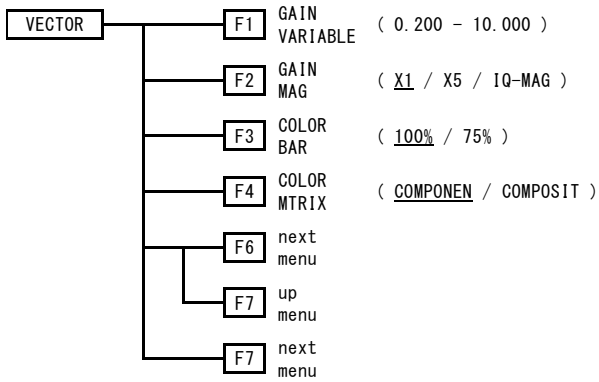 VECTOR
F1 GAIN VARIABLE ( 0.200 - 10.000 )
F2 GAIN MAG ( X1 / X5 / IQ-MAG )
F3 COLOR BAR ( 100% / 75% )
F4 COLOR MTRIX ( COMPONEN / COMPOSIT )
F6 next menu
F7 up menu
F7 next menu